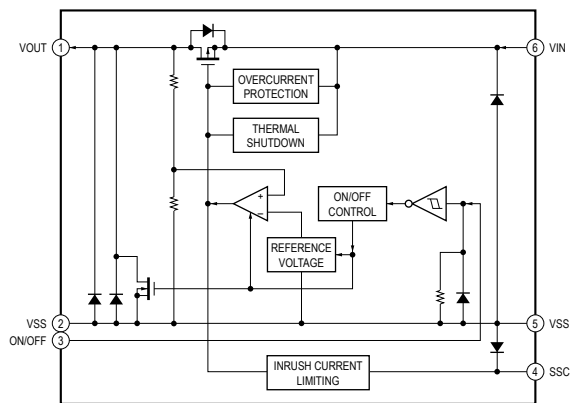 VOUT 1
6 VIN
OVERCURRENT
PROTECTION
THERMAL
SHUTDOWN
+
−
ON/OFF
CONTROL
REFERENCE
VOLTAGE
VSS 2
5 VSS
ON/OFF 3
INRUSH CURRENT
LIMITING
4 SSC